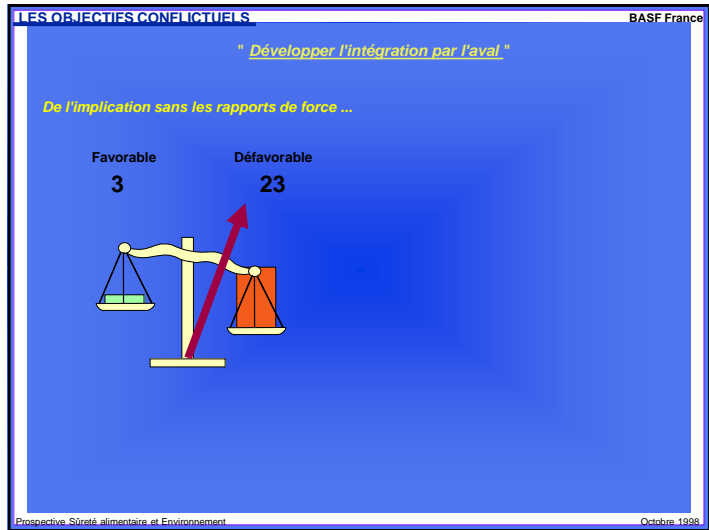 LES OBJECTIFS CONFLICTUELS
BASF France
" Développer l'intégration par l'aval "
De l'implication sans les rapports de force ...
Favorable Défavorable
3 23
Prospective Sûreté alimentaire et Environnement
Octobre 1998